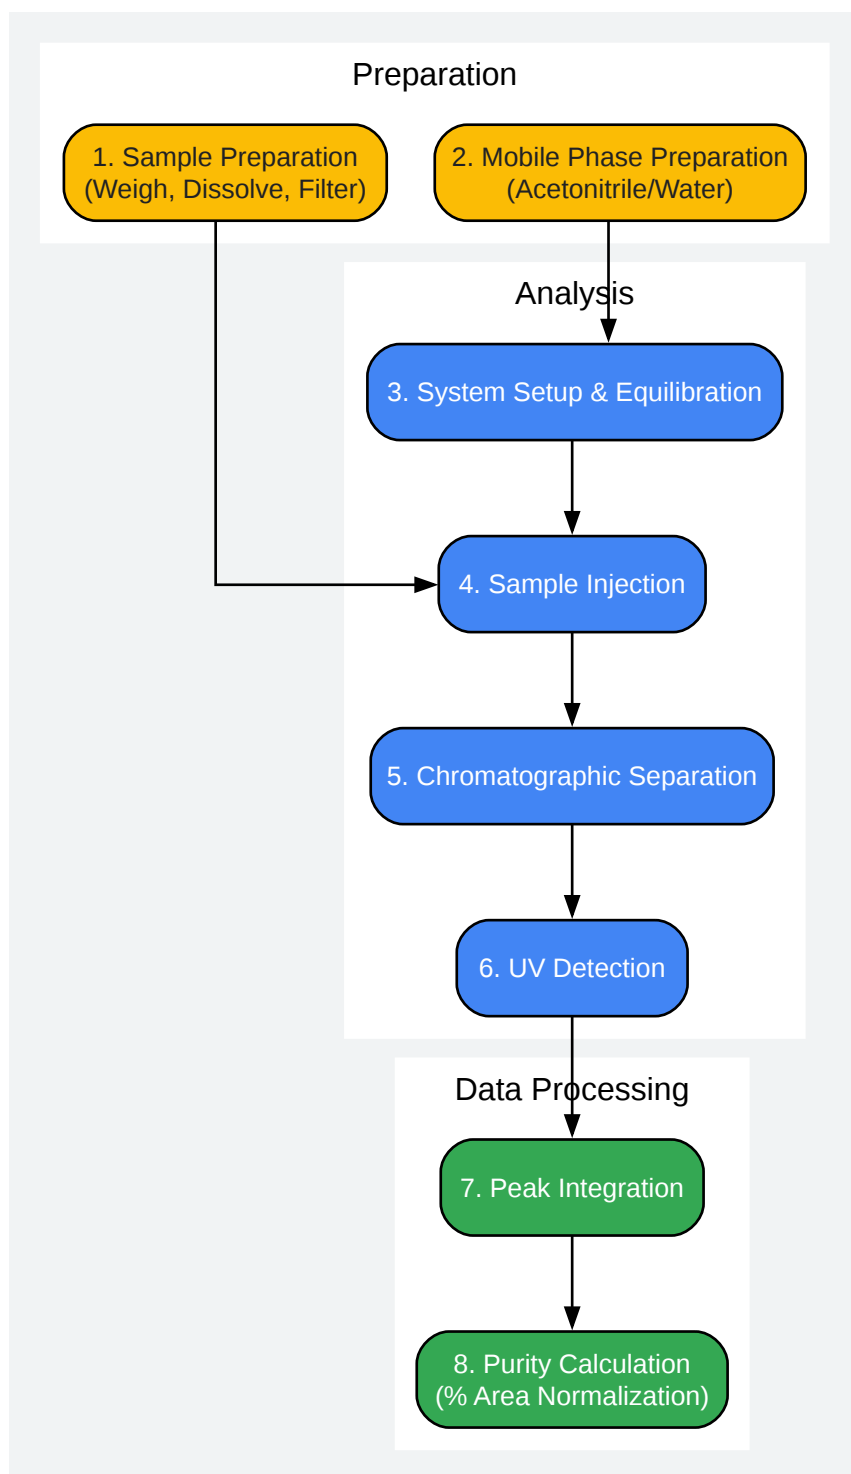 Preparation
1. Sample Preparation
(Weigh, Dissolve, Filter)
2. Mobile Phase Preparation
(Acetonitrile/Water)
Analysis
3. System Setup & Equilibration
4. Sample Injection
5. Chromatographic Separation
6. UV Detection
Data Processing
7. Peak Integration
8. Purity Calculation
(% Area Normalization)